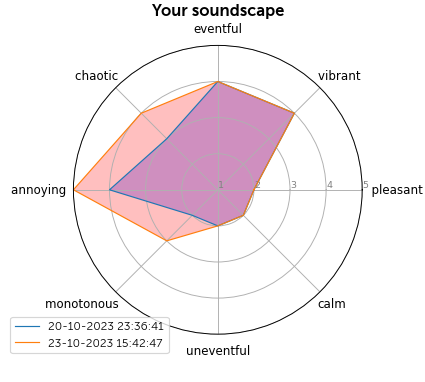 Your soundscape
eventful
chaotic
vibrant
annoying
1
2
3
4
5
pleasant
monotonous
calm
20-10-2023 23:36:41
23-10-2023 15:42:47
uneventful